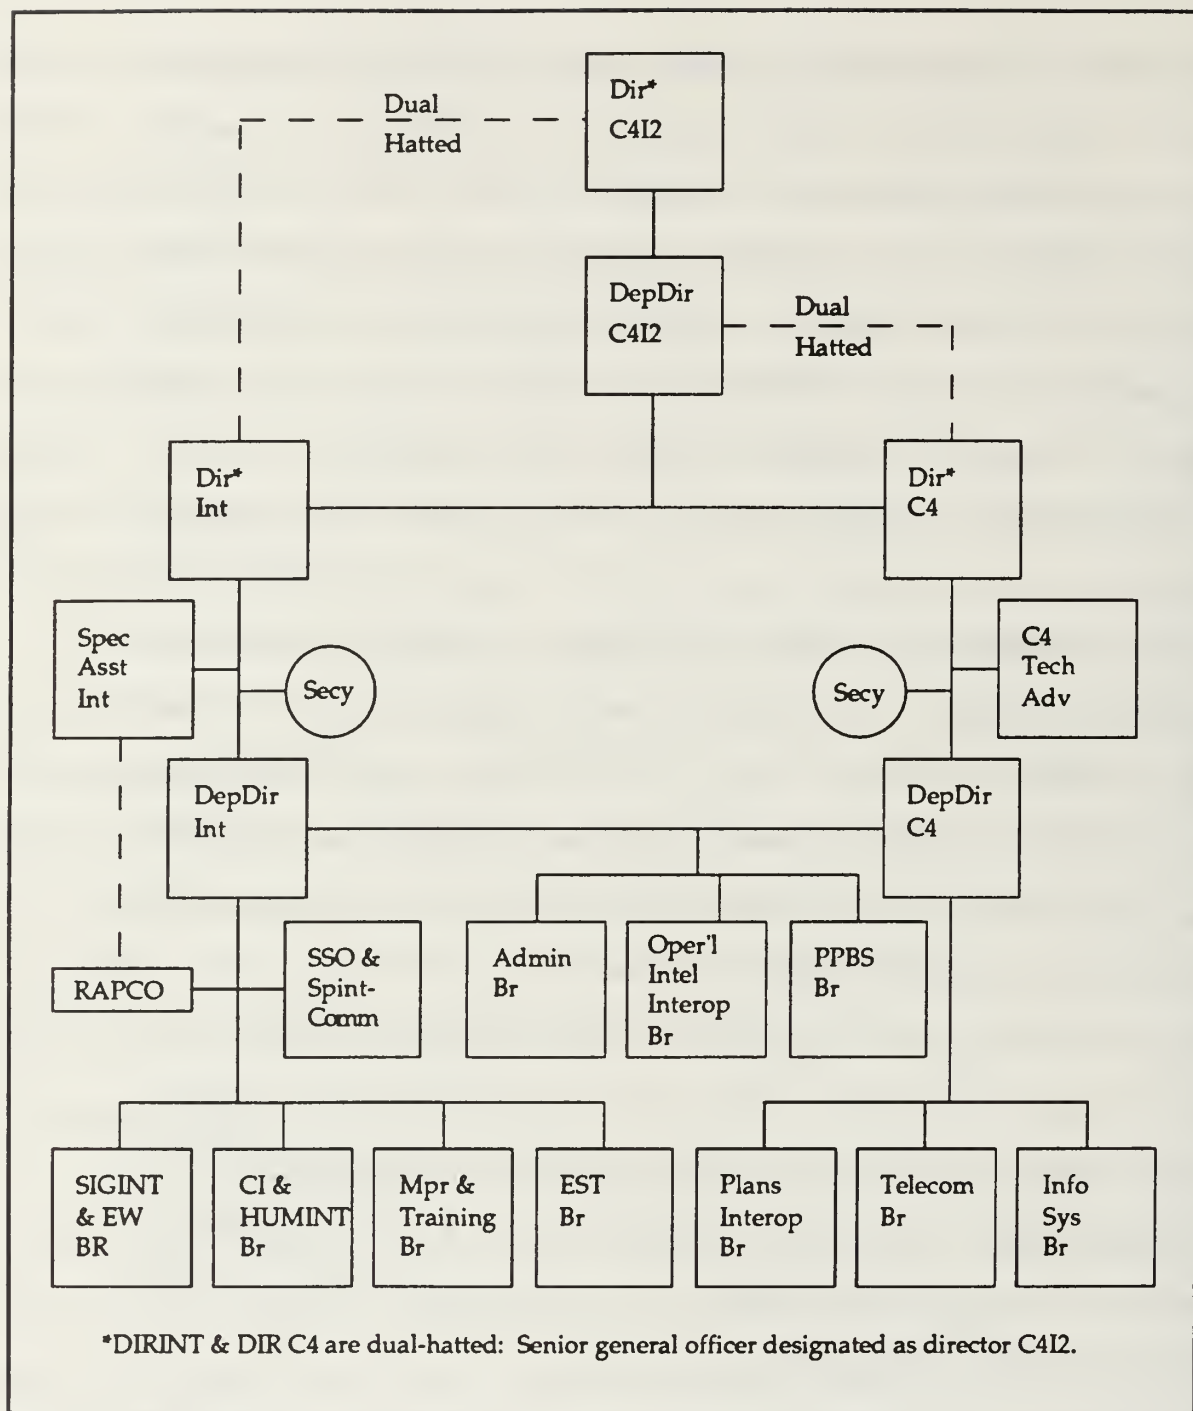 Dir*
C4I2
Dual
Hatted
DepDir
C4I2
Dual
Hatted
Dir*
Int
Dir*
C4
Spec
Asst
Int
Secy
Secy
C4
Tech
Adv
DepDir
Int
DepDir
C4
RAPCO
SSO &
Spint-
Comm
Admin
Br
Oper'l
Intel
Interop
Br
PPBS
Br
SIGINT
& EW
BR
CI &
HUMINT
Br
Mpr &
Training
Br
EST
Br
Plans
Interop
Br
Telecom
Br
Info
Sys
Br
*DIRINT & DIR C4 are dual-hatted: Senior general officer designated as director C4I2.